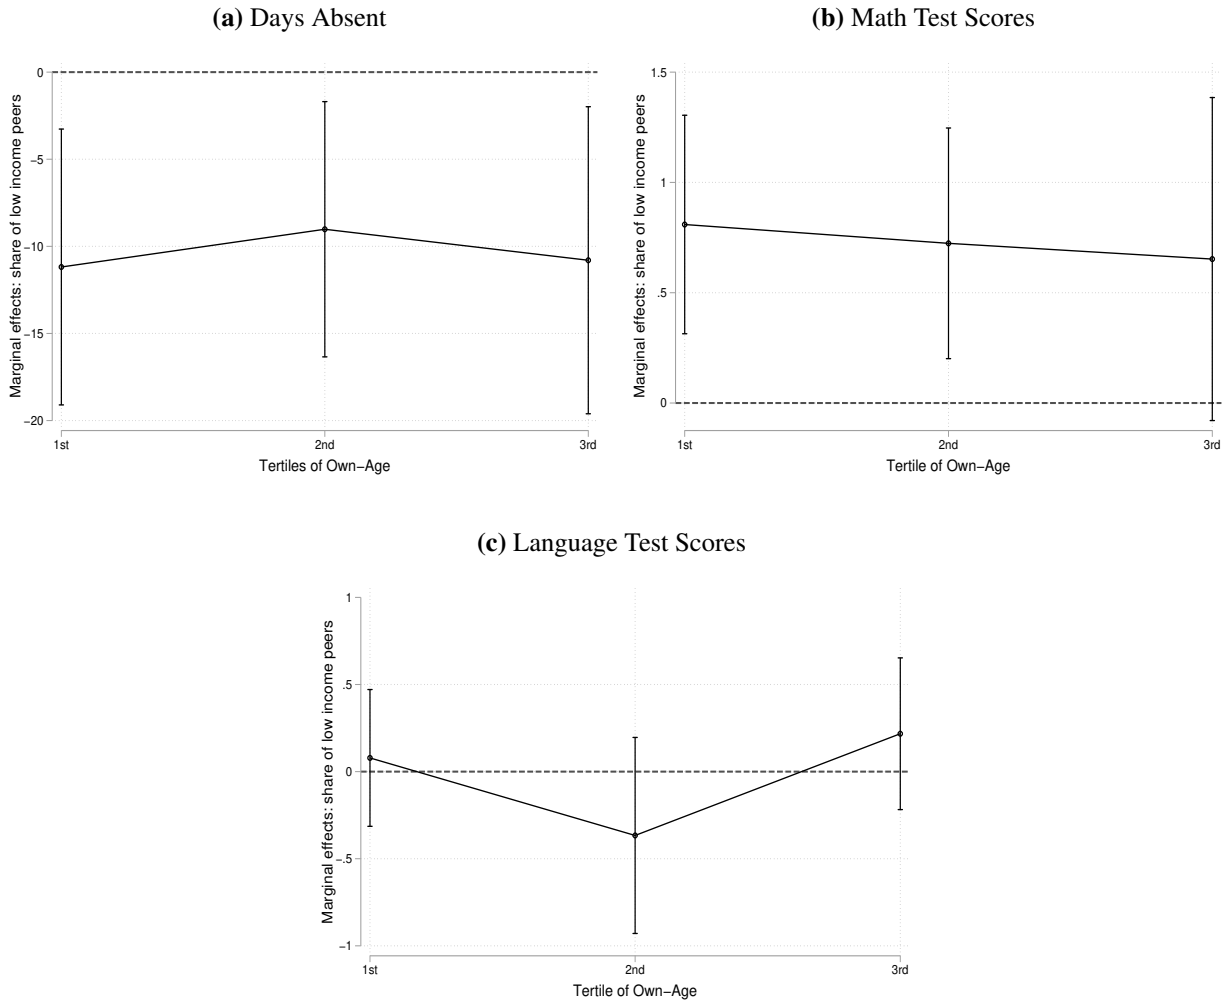 (a) Days Absent
Marginal effects: share of low income peers
0
−5
−10
−15
−20
1st
2nd
3rd
Tertiles of Own−Age
(b) Math Test Scores
Marginal effects: share of low income peers
1.5
1
.5
0
1st
2nd
3rd
Tertile of Own−Age
(c) Language Test Scores
Marginal effects: share of low income peers
1
.5
0
−.5
−1
1st
2nd
3rd
Tertile of Own−Age